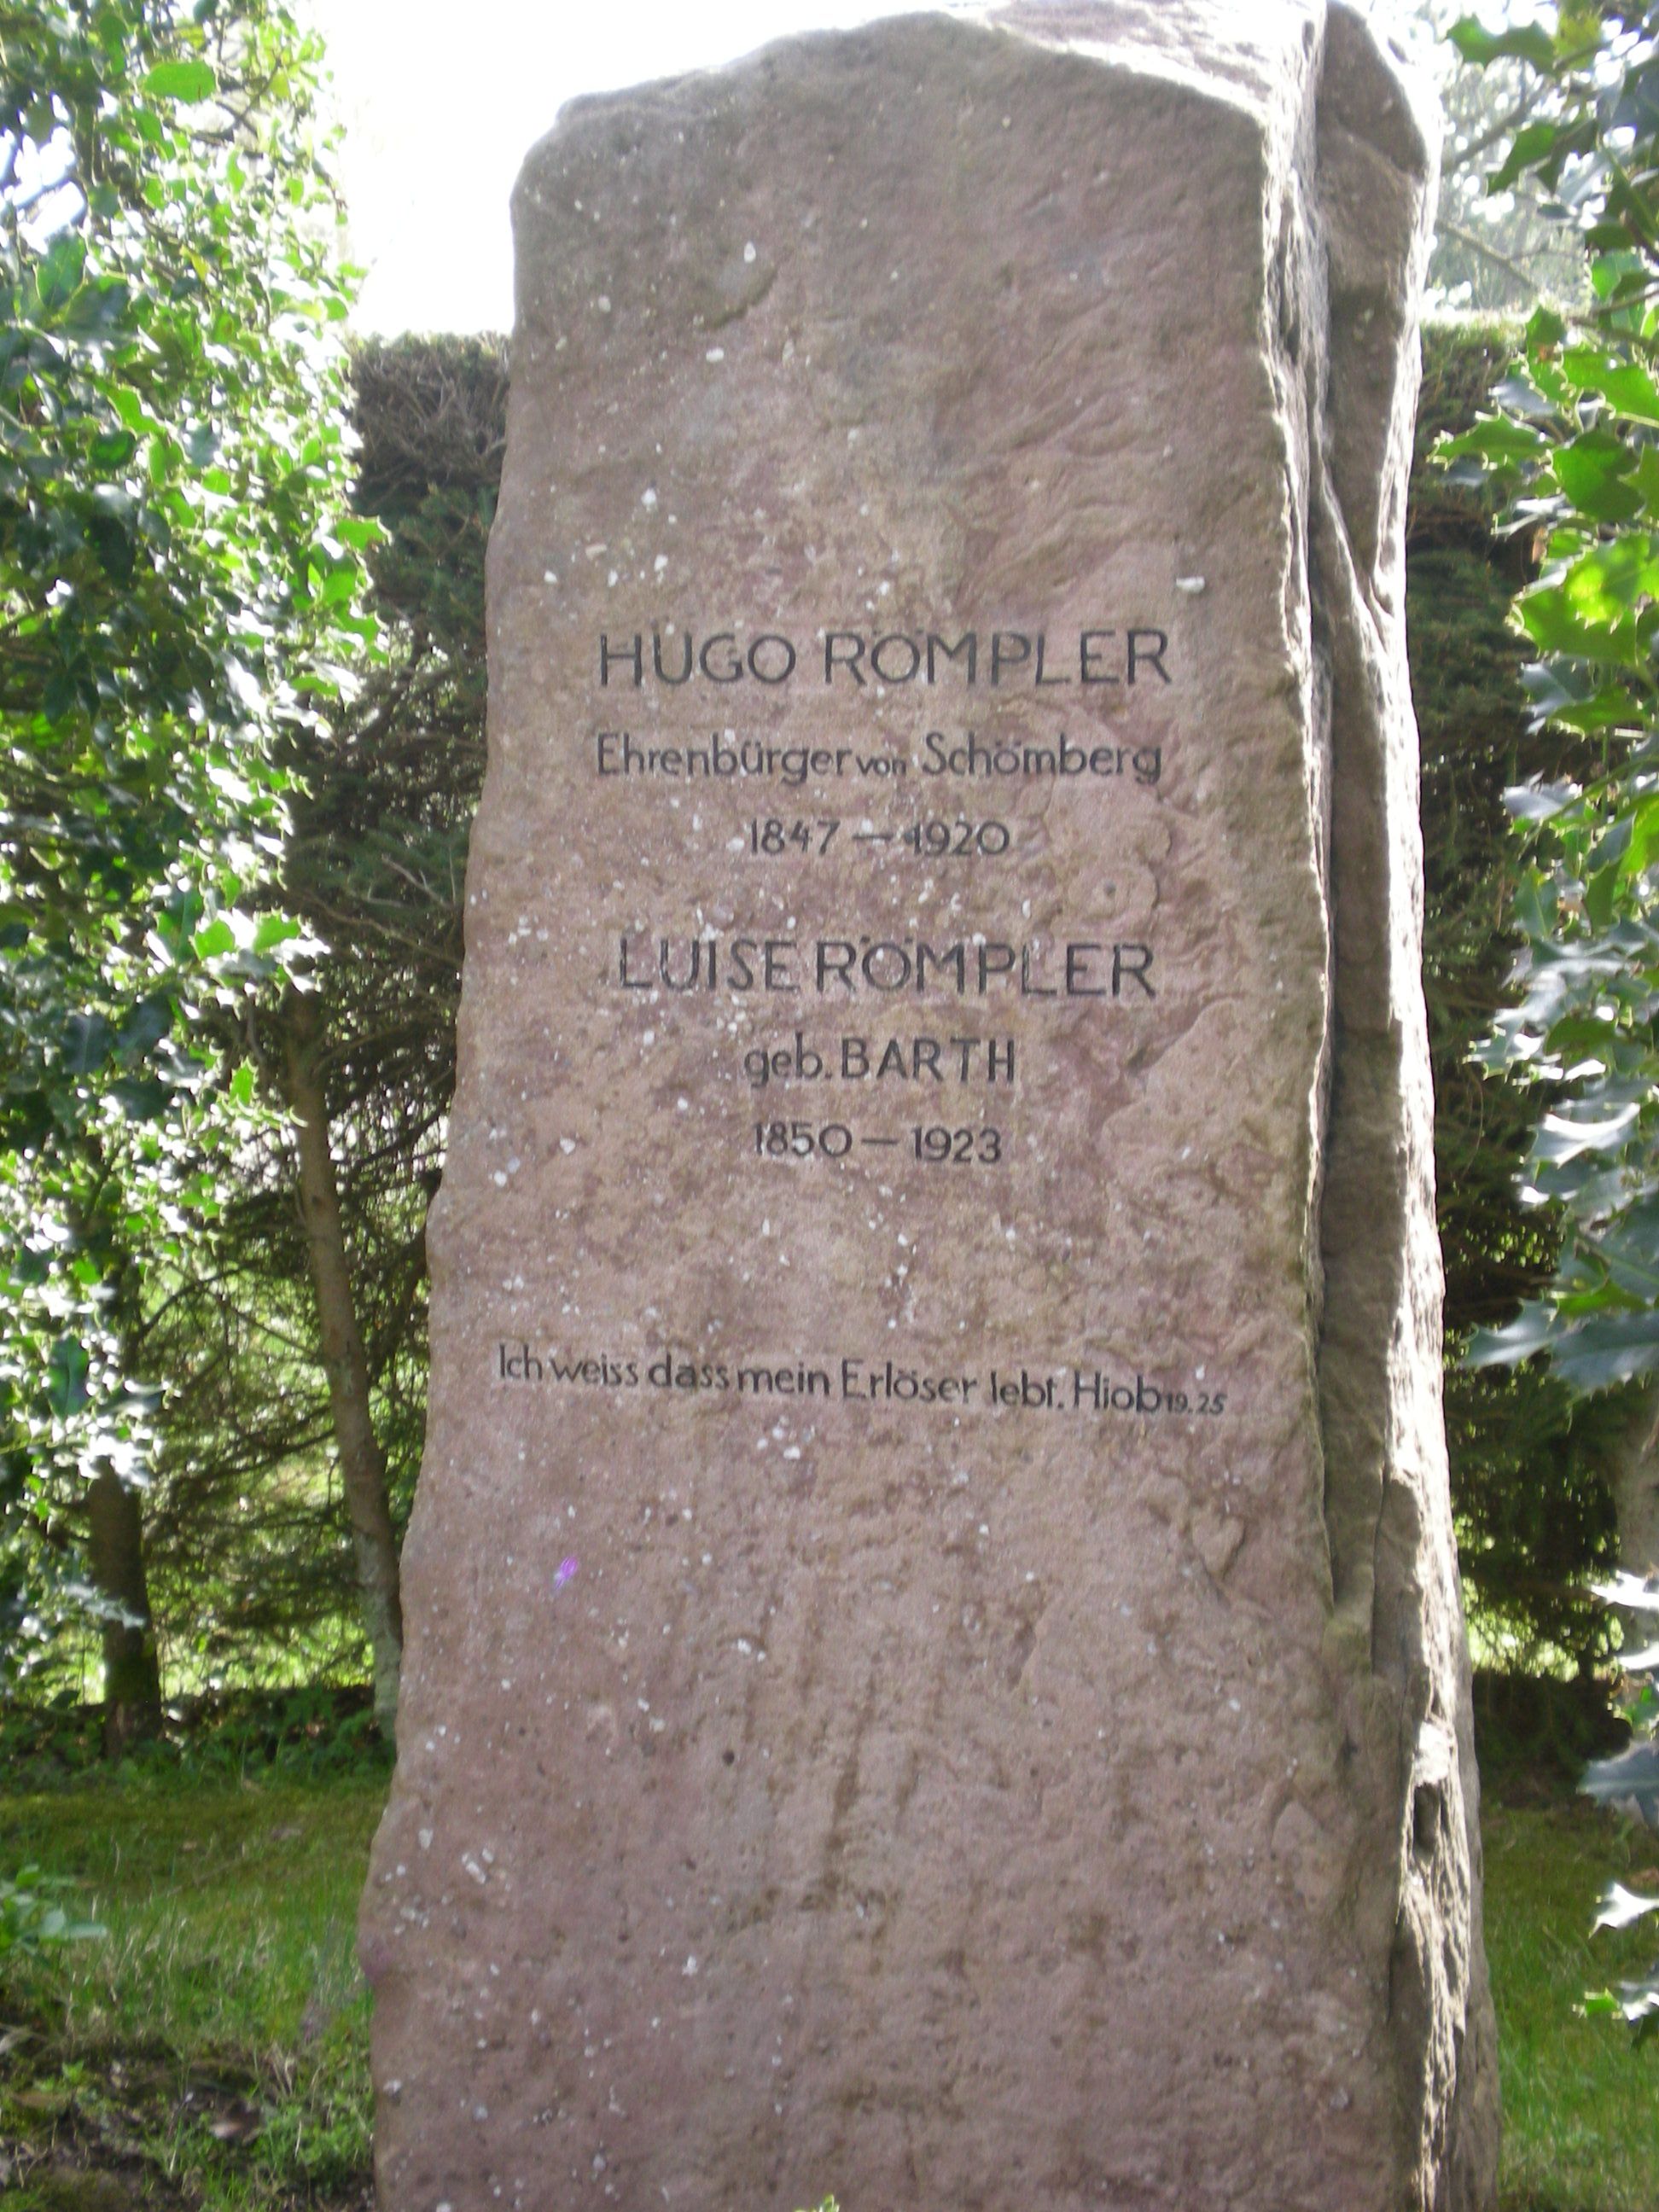 HUGO RÖMPLER
Ehrenbürger von Schömberg
1847 — 1920
LUISE RÖMPLER
geb. BARTH
1850 — 1923
Ich weiss dass mein Erlöser lebt. Hiob 19. 25